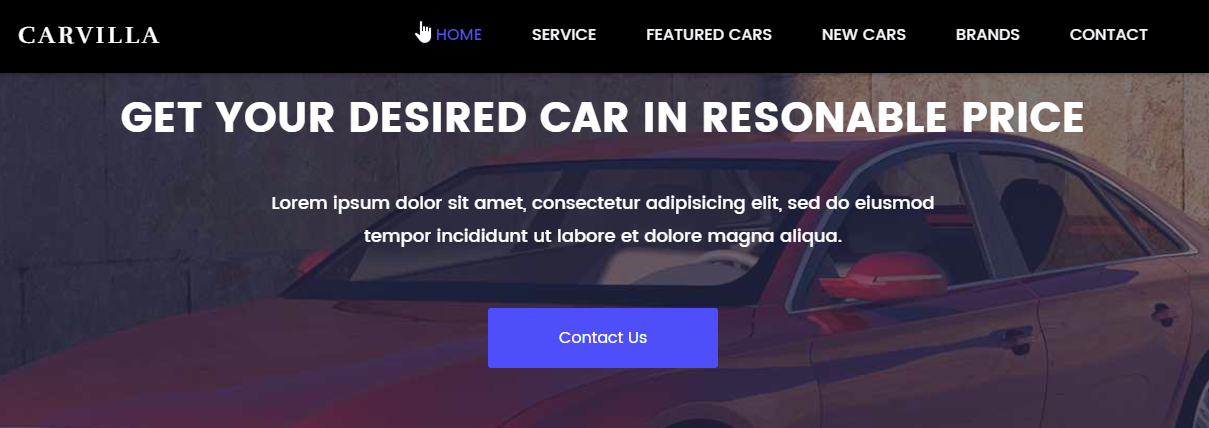 CARVILLA HOME SERVICE FEATURED CARS NEW CARS BRANDS CONTACT
GET YOUR DESIRED CAR IN RESONABLE PRICE
Lorem ipsum dolor sit amet, consectetur adipisicing elit, sed do eiusmod
tempor incididunt ut labore et dolore magna aliqua.
Contact Us